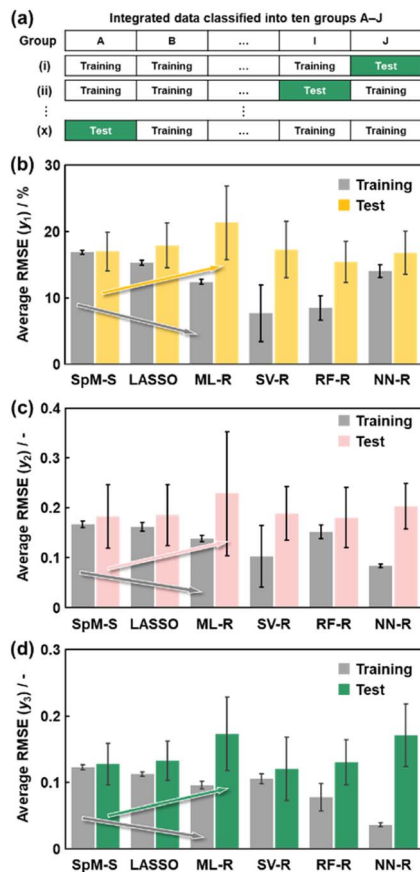 (a) Integrated data classified into ten groups A–J
Group A B ... I J
(i) Training Training ... Training Test
(ii) Training Training ... Test Training
⋮ ⋮
(x) Test Training ... Training Training
(b)
30
20
10
0
Average RMSE (y1) / %
Training
Test
SpM-S LASSO ML-R SV-R RF-R NN-R
(c)
0.4
0.3
0.2
0.1
0
Average RMSE (y2) / -
Training
Test
SpM-S LASSO ML-R SV-R RF-R NN-R
(d)
0.3
0.2
0.1
0
Average RMSE (y3) / -
Training
Test
SpM-S LASSO ML-R SV-R RF-R NN-R